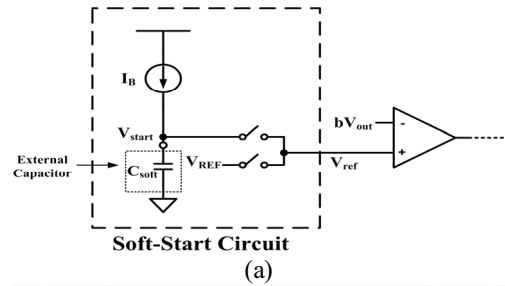 I_B
V_start
bV_out
-
External
Capacitor
C_soft
V_REF
V_ref
+
Soft-Start Circuit
(a)